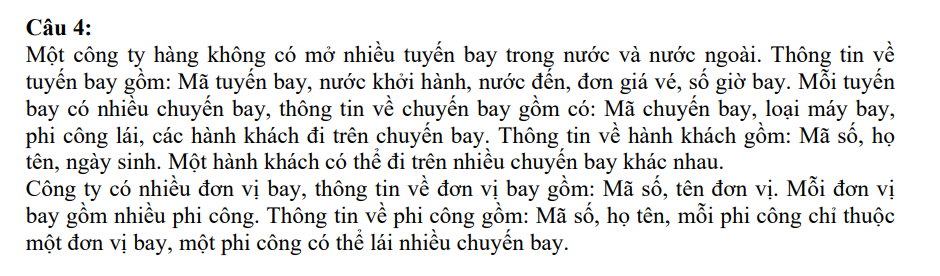 Câu 4:
Một công ty hàng không có mở nhiều tuyến bay trong nước và nước ngoài. Thông tin về
tuyến bay gồm: Mã tuyến bay, nước khởi hành, nước đến, đơn giá vé, số giờ bay. Mỗi tuyến
bay có nhiều chuyến bay, thông tin về chuyến bay gồm có: Mã chuyến bay, loại máy bay,
phi công lái, các hành khách đi trên chuyến bay. Thông tin về hành khách gồm: Mã số, họ
tên, ngày sinh. Một hành khách có thể đi trên nhiều chuyến bay khác nhau.
Công ty có nhiều đơn vị bay, thông tin về đơn vị bay gồm: Mã số, tên đơn vị. Mỗi đơn vị
bay gồm nhiều phi công. Thông tin về phi công gồm: Mã số, họ tên, mỗi phi công chỉ thuộc
một đơn vị bay, một phi công có thể lái nhiều chuyến bay.